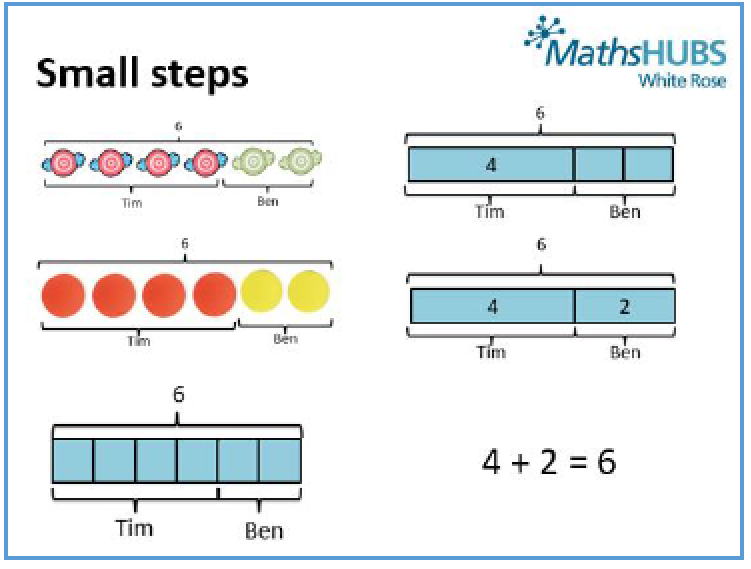 MathsHUBS
White Rose
Small steps
6
Tim
Ben
6
4
Tim
Ben
6
Tim
Ben
6
4
2
Tim
Ben
6
Tim
Ben
4 + 2 = 6